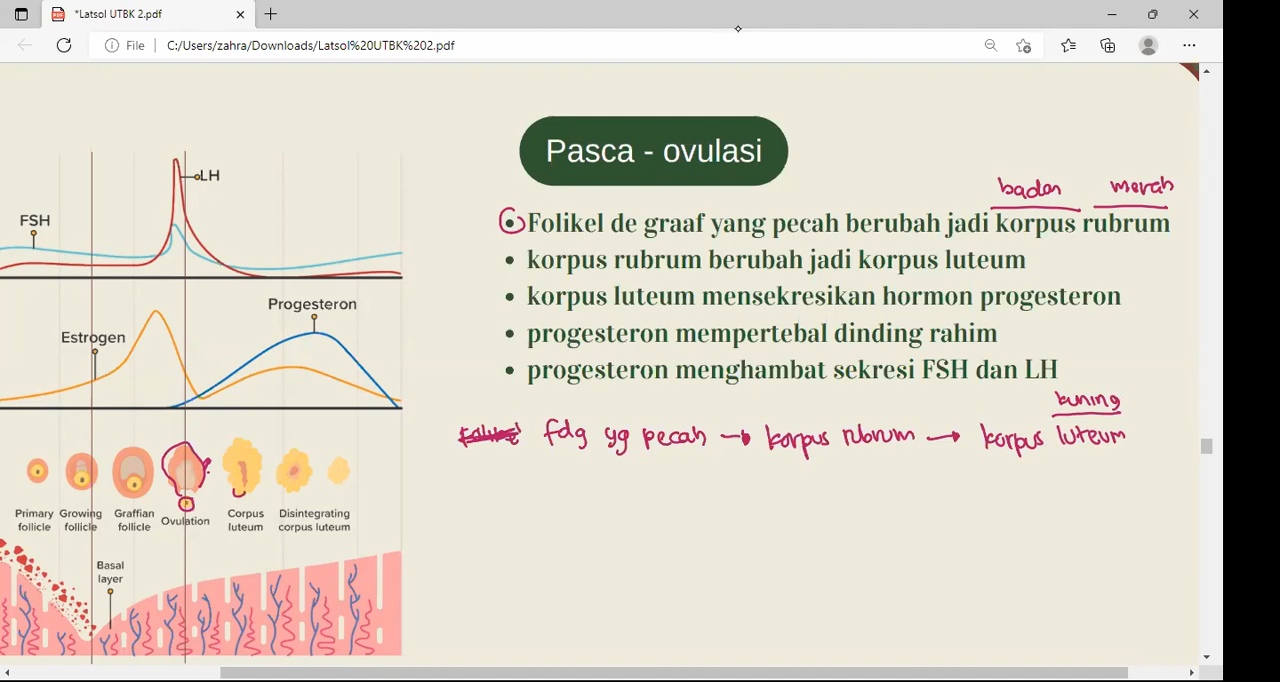 *Latsol UTBK 2.pdf
File C:/Users/zahra/Downloads/Latsol%20UTBK%202.pdf
Pasca - ovulasi
badan merah
Folikel de graaf yang pecah berubah jadi korpus rubrum
korpus rubrum berubah jadi korpus luteum
korpus luteum mensekresikan hormon progesteron
progesteron mempertebal dinding rahim
progesteron menghambat sekresi FSH dan LH
kuning
fdg yg pecah → korpus rubrum → korpus luteum
LH
FSH
Progesteron
Estrogen
Primary follicle
Growing follicle
Graffian follicle
Ovulation
Corpus luteum
Disintegrating corpus luteum
Basal layer